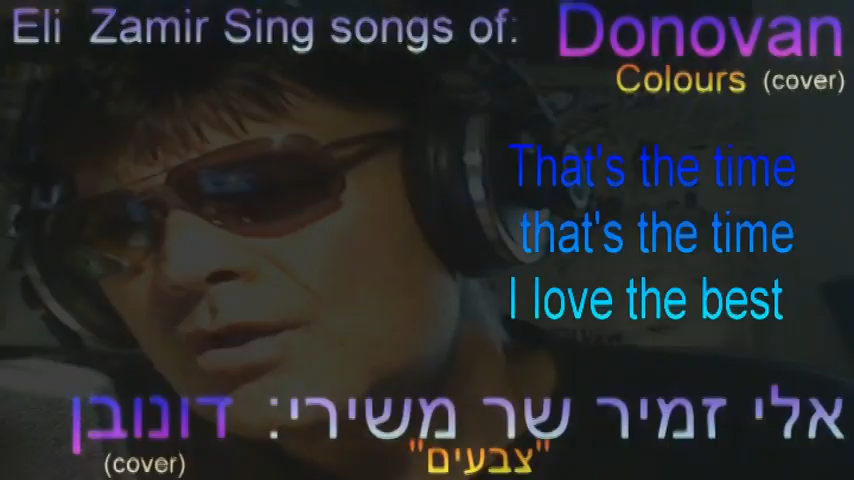 Eli Zamir Sing songs of: Donovan
Colours (cover)
That's the time
that's the time
I love the best
אלי זמיר שר משירי: דונובן
"צבעים"
(cover)